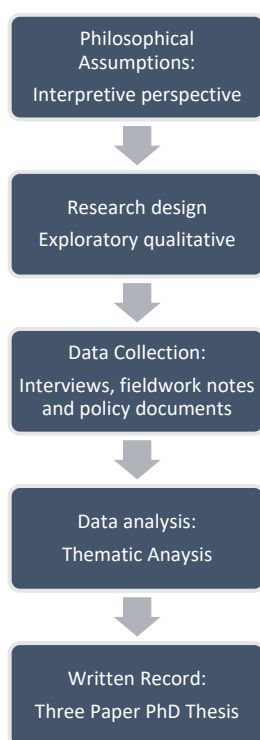 Philosophical
Assumptions:
Interpretive perspective
Research design
Exploratory qualitative
Data Collection:
Interviews, fieldwork notes
and policy documents
Data analysis:
Thematic Anaysis
Written Record:
Three Paper PhD Thesis